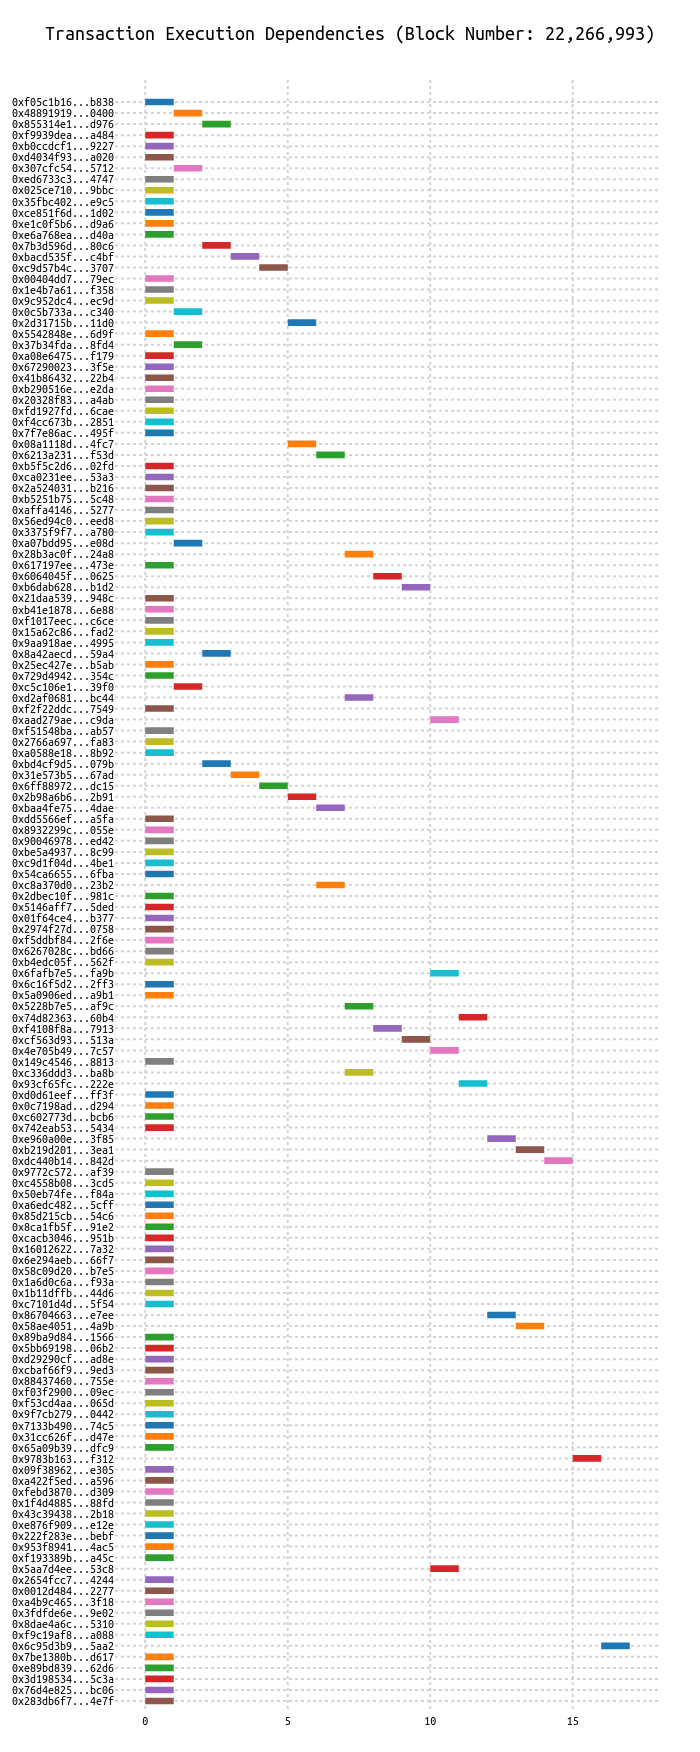 Transaction Execution Dependencies (Block Number: 22,266,993)
0xf05c1b16...b838
0x48891919...0400
0x855314e1...d976
0xf9939dea...a484
0xb0ccdcf1...9227
0xd4034f93...a020
0x307cfc54...5712
0xed6733c3...4747
0x025ce710...9bbc
0x35fbc402...e9c5
0xce851f6d...1d02
0xe1c0f5b6...d9a6
0xe6a768ea...d40a
0x7b3d596d...80c6
0xbacd535f...c4bf
0xc9d57b4c...3707
0x00404dd7...79ec
0x1e4b7a61...f358
0x9c952dc4...ec9d
0x0c5b733a...c340
0x2d31715b...11d0
0x5542848e...6d9f
0x37b34fda...8fd4
0xa08e6475...f179
0x67290023...3f5e
0x41b86432...22b4
0xb290516e...e2da
0x20328f83...a4ab
0xfd1927fd...6cae
0xf4cc673b...2851
0x7f7e86ac...495f
0x08a1118d...4fc7
0x6213a231...f53d
0xb5f5c2d6...02fd
0xca0231ee...53a3
0x2a524031...b216
0xb5251b75...5c48
0xaffa4146...5277
0x56ed94c0...eed8
0x3375f9f7...a780
0xa07bdd95...e08d
0x28b3ac0f...24a8
0x617197ee...473e
0x6064045f...0625
0xb6dab628...b1d2
0x21daa539...948c
0xb41e1878...6e88
0xf1017eec...c6ce
0x15a62c86...fad2
0x9aa918ae...4995
0x8a42aecd...59a4
0x25ec427e...b5ab
0x729d4942...354c
0xc5c106e1...39f0
0xd2af0681...bc44
0xf2f22ddc...7549
0xaad279ae...c9da
0xf51548ba...ab57
0x2766a697...fa83
0xa0588e18...8b92
0xbd4cf9d5...079b
0x31e573b5...67ad
0x6ff88972...dc15
0x2b98a6b6...2b91
0xbaa4fe75...4dae
0xdd5566ef...a5fa
0x8932299c...055e
0x90046978...ed42
0xbe5a4937...8c99
0xc9d1f04d...4be1
0x54ca6655...6fba
0xc8a370d0...23b2
0x2dbec10f...981c
0x5146aff7...5ded
0x01f64ce4...b377
0x2974f27d...0758
0xf5ddbf84...2f6e
0x6267028c...bd66
0xb4edc05f...562f
0x6fafb7e5...fa9b
0x6c16f5d2...2ff3
0x5a0906ed...a9b1
0x5228b7e5...af9c
0x74d82363...60b4
0xf4108f8a...7913
0xcf563d93...513a
0x4e705b49...7c57
0x149c4546...8813
0xc336ddd3...ba8b
0x93cf65fc...222e
0xd0d61eef...ff3f
0x0c7198ad...d294
0xc602773d...bcb6
0x742eab53...5434
0xe960a00e...3f85
0xb219d201...3ea1
0xdc440b14...842d
0x9772c572...af39
0xc4558b08...3cd5
0x50eb74fe...f84a
0xa6edc482...5cff
0x85d215cb...54c6
0x8ca1fb5f...91e2
0xcacb3046...951b
0x16012622...7a32
0x6e294aeb...66f7
0x58c09d20...b7e5
0x1a6d0c6a...f93a
0x1b11dffb...44d6
0xc7101d4d...5f54
0x86704663...e7ee
0x58ae4051...4a9b
0x89ba9d84...1566
0x5bb69198...06b2
0xd29290cf...ad8e
0xcbaf66f9...9ed3
0x88437460...755e
0xf03f2900...09ec
0xf53cd4aa...065d
0x9f7cb279...0442
0x7133b490...74c5
0x31cc626f...d47e
0x65a09b39...dfc9
0x9783b163...f312
0x09f38962...e305
0xa422f5ed...a596
0xfebd3870...d309
0x1f4d4885...88fd
0x43c39438...2b18
0xe876f909...e12e
0x222f283e...bebf
0x953f8941...4ac5
0xf193389b...a45c
0x5aa7d4ee...53c8
0x2654fcc7...4244
0x0012d484...2277
0xa4b9c465...3f18
0x3fdfde6e...9e02
0x8dae4a6c...5310
0xf9c19af8...a088
0x6c95d3b9...5aa2
0x7be1380b...d617
0xe89bd839...62d6
0x3d198534...5c3a
0x76d4e825...bc06
0x283db6f7...4e7f
0 5 10 15